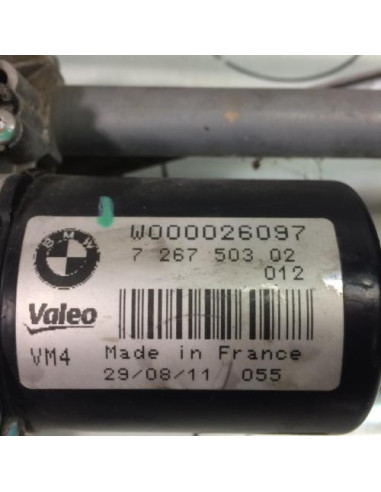 BMW
W000026097
7 267 503 02
012
Valeo
VM4 Made in France
29/08/11 055